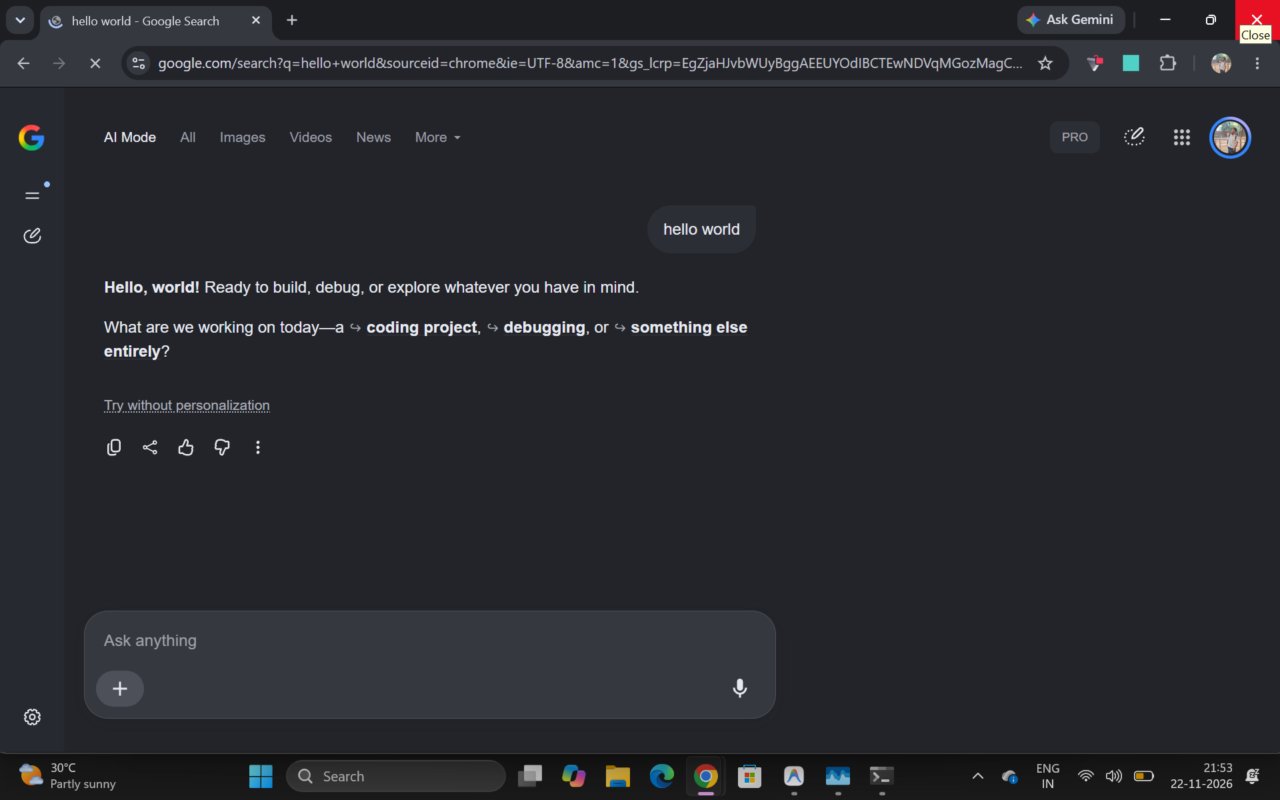 hello world - Google Search
Ask Gemini
Close
google.com/search?q=hello+world&sourceid=chrome&ie=UTF-8&amc=1&gs_lcrp=EgZjaHJvbWUyBggAEEUYOdIBCTEwNDVqMGozMagC...
AI Mode
All
Images
Videos
News
More
PRO
hello world
Hello, world! Ready to build, debug, or explore whatever you have in mind.
What are we working on today—a ↪ coding project, ↪ debugging, or ↪ something else
entirely?
Try without personalization
Ask anything
30°C
Partly sunny
Search
ENG
IN
21:53
22-11-2026